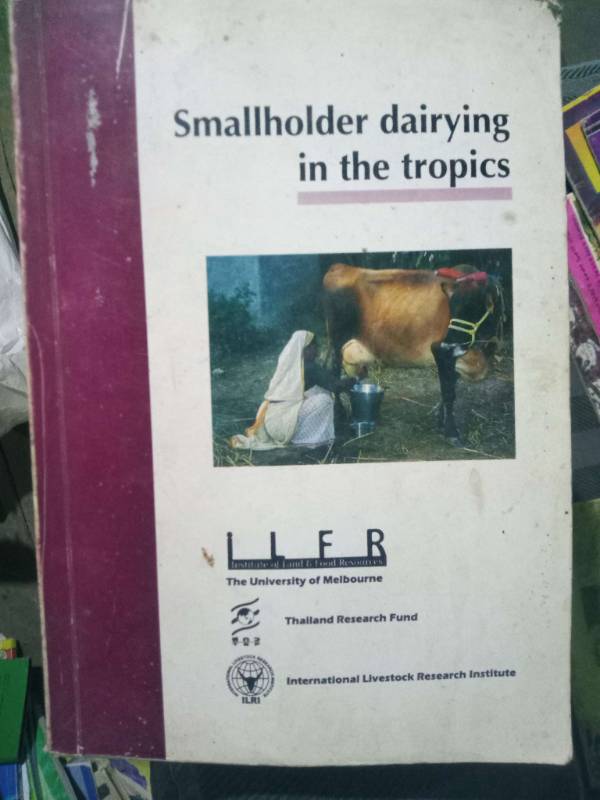 Smallholder dairying
in the tropics
ILFR
Institute of Land & Food Resources
The University of Melbourne
Thailand Research Fund
International Livestock Research Institute
ILRI